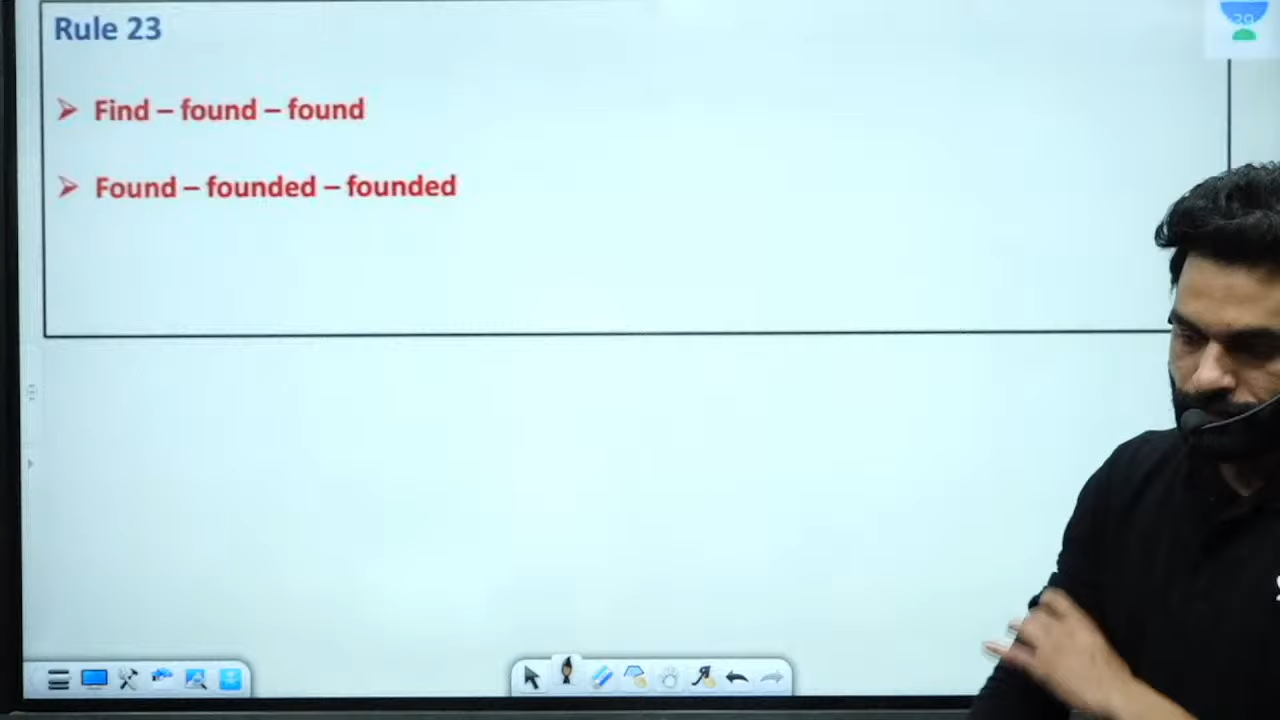 Rule 23
➢ Find – found – found
➢ Found – founded – founded